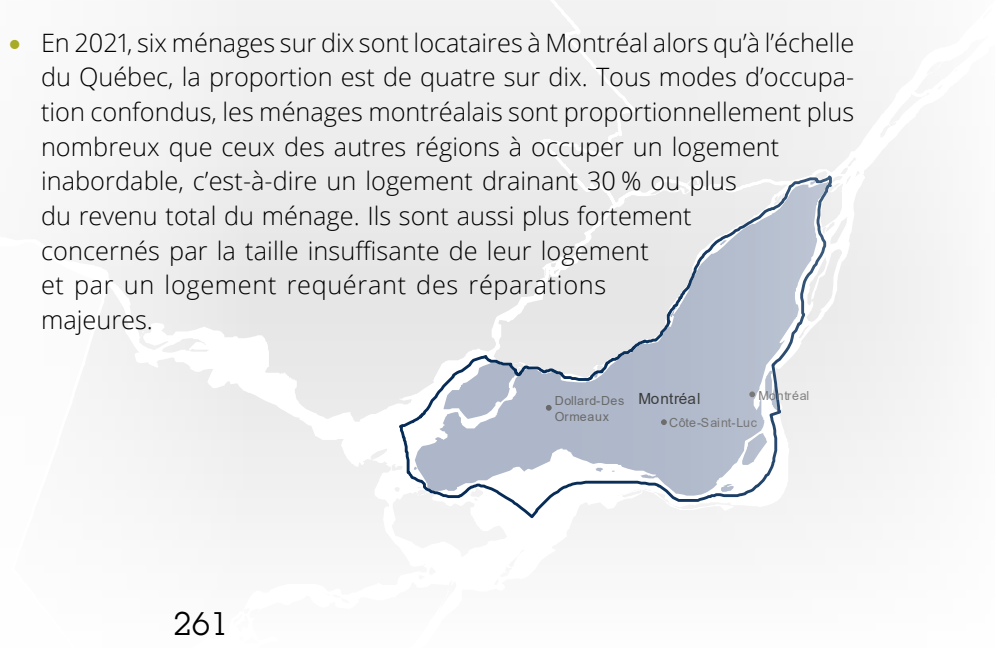 • En 2021, six ménages sur dix sont locataires à Montréal alors qu’à l’échelle
du Québec, la proportion est de quatre sur dix. Tous modes d’occupa-
tion confondus, les ménages montréalais sont proportionnellement plus
nombreux que ceux des autres régions à occuper un logement
inabordable, c’est-à-dire un logement drainant 30 % ou plus
du revenu total du ménage. Ils sont aussi plus fortement
concernés par la taille insuffisante de leur logement
et par un logement requérant des réparations
majeures.
Dollard-Des
Ormeaux
Montréal
Montréal
Côte-Saint-Luc
261